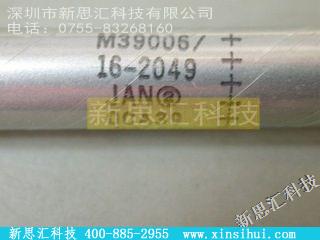 深圳市新思汇科技有限公司
电话：0755-83268160
M39006/ +
16-2049 +
JAN +
新思汇科技
新思汇科技
新思汇科技 400-885-2955 www.xinsihui.com